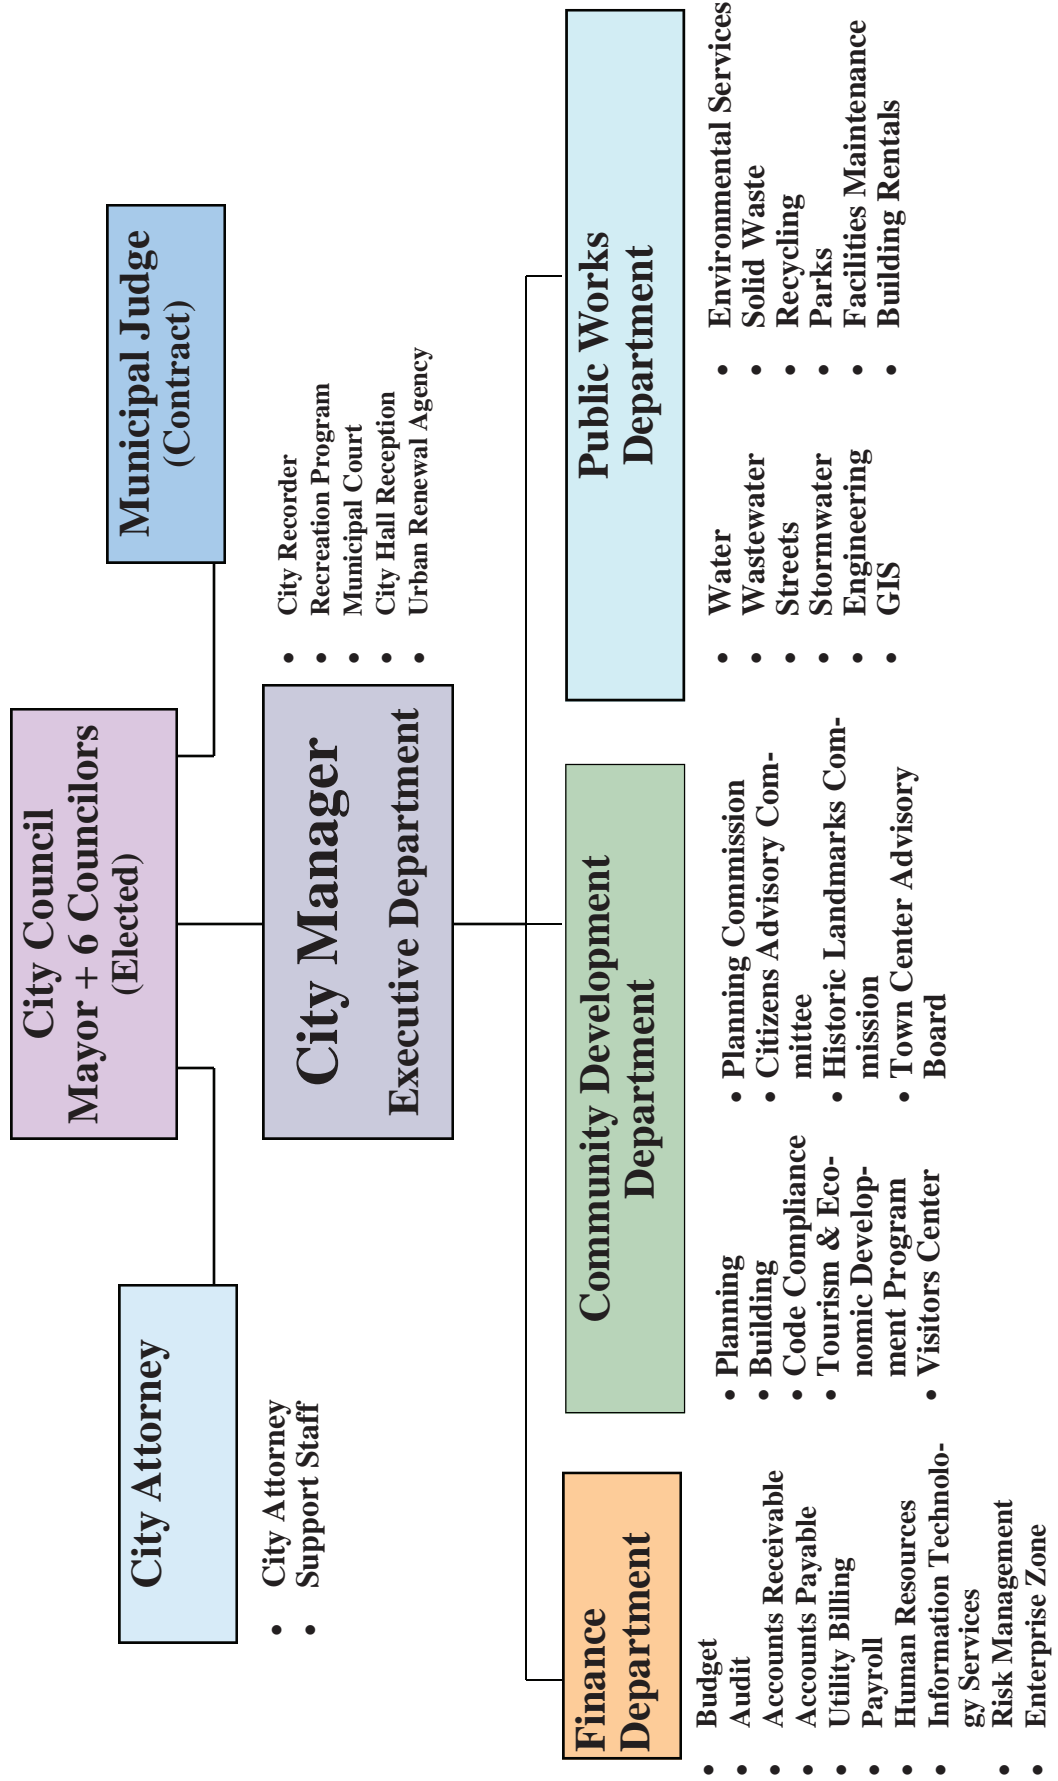 City Council
Mayor + 6 Councilors
(Elected)
City Attorney
• City Attorney
• Support Staff
Municipal Judge
(Contract)
City Manager
Executive Department
• City Recorder
• Recreation Program
• Municipal Court
• City Hall Reception
• Urban Renewal Agency
Finance
Department
• Budget
• Audit
• Accounts Receivable
• Accounts Payable
• Utility Billing
• Payroll
• Human Resources
• Information Technolo-
gy Services
• Risk Management
• Enterprise Zone
Community Development
Department
• Planning
• Building
• Code Compliance
• Tourism & Eco-
nomic Develop-
ment Program
• Visitors Center
• Planning Commission
• Citizens Advisory Com-
mittee
• Historic Landmarks Com-
mission
• Town Center Advisory
Board
Public Works
Department
• Water
• Wastewater
• Streets
• Stormwater
• Engineering
• GIS
• Environmental Services
• Solid Waste
• Recycling
• Parks
• Facilities Maintenance
• Building Rentals